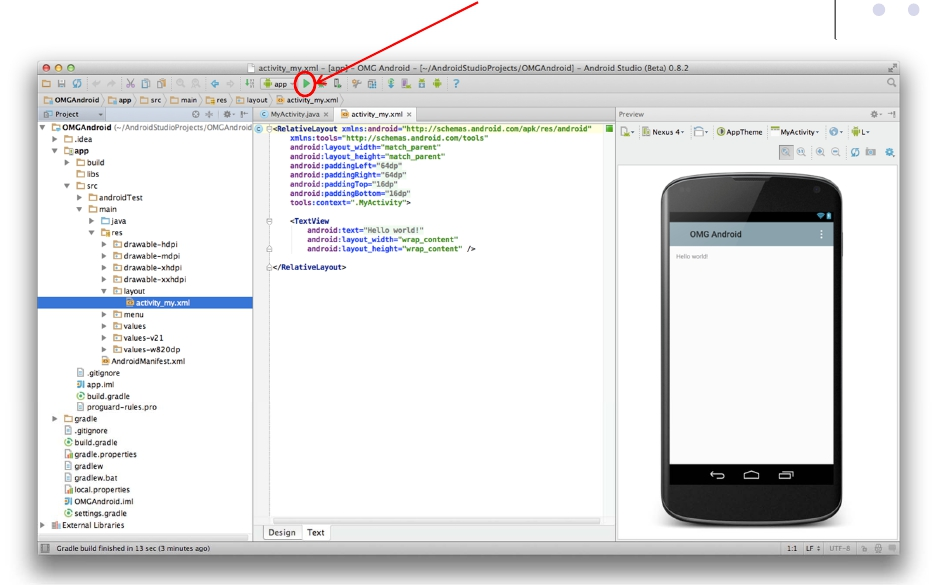 activity_my.xml – [app] – OMG Android – [~/AndroidStudioProjects/OMGAndroid] – Android Studio (Beta) 0.8.2
app
OMGAndroid app src main res layout activity_my.xml
Project
MyActivity.java × activity_my.xml ×
Preview
OMGAndroid (~/AndroidStudioProjects/OMGAndroid
.idea
app
build
libs
src
androidTest
main
java
res
drawable-hdpi
drawable-mdpi
drawable-xhdpi
drawable-xxhdpi
layout
activity_my.xml
menu
values
values-v21
values-w820dp
AndroidManifest.xml
.gitignore
app.iml
build.gradle
proguard-rules.pro
gradle
.gitignore
build.gradle
gradle.properties
gradlew
gradlew.bat
local.properties
OMGAndroid.iml
settings.gradle
External Libraries
<RelativeLayout xmlns:android="http://schemas.android.com/apk/res/android"
xmlns:tools="http://schemas.android.com/tools"
android:layout_width="match_parent"
android:layout_height="match_parent"
android:paddingLeft="64dp"
android:paddingRight="64dp"
android:paddingTop="16dp"
android:paddingBottom="16dp"
tools:context=".MyActivity">
<TextView
android:text="Hello world!"
android:layout_width="wrap_content"
android:layout_height="wrap_content" />
</RelativeLayout>
Design Text
Nexus 4 AppTheme MyActivity L
OMG Android
Hello world!
Gradle build finished in 13 sec (3 minutes ago)
1:1 LF UTF-8